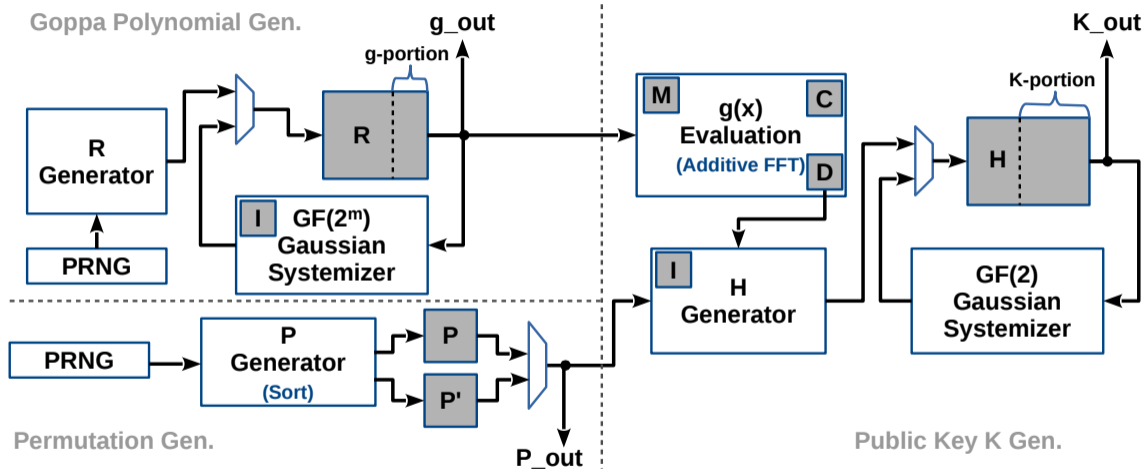 Goppa Polynomial Gen.
g_out
g-portion
R
Generator
PRNG
R
I
GF(2ᵐ)
Gaussian
Systemizer
PRNG
P
Generator
(Sort)
P
P'
P_out
Permutation Gen.
K_out
K-portion
M
C
g(x)
Evaluation
(Additive FFT)
D
I
H
Generator
H
GF(2)
Gaussian
Systemizer
Public Key K Gen.